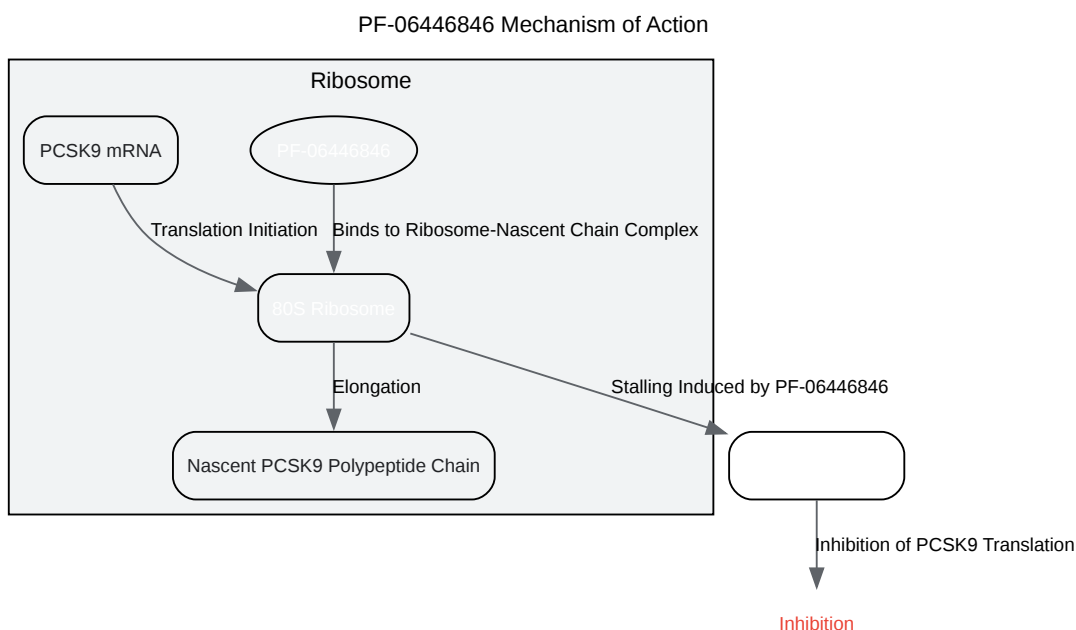 PF-06446846 Mechanism of Action
Ribosome
PCSK9 mRNA
PF-06446846
Translation Initiation
Binds to Ribosome-Nascent Chain Complex
80S Ribosome
Elongation
Stalling Induced by PF-06446846
Nascent PCSK9 Polypeptide Chain
Inhibition of PCSK9 Translation
Inhibition